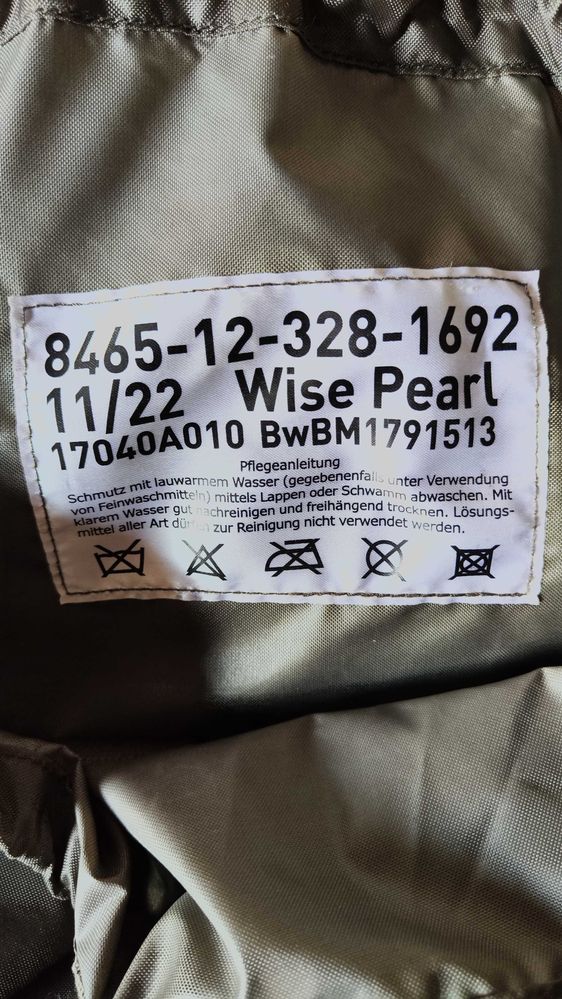 8465-12-328-1692
11/22 Wise Pearl
17040A010 BwBM1791513
Pflegeanleitung
Schmutz mit lauwarmem Wasser (gegebenenfalls unter Verwendung
von Feinwaschmitteln) mittels Lappen oder Schwamm abwaschen. Mit
klarem Wasser gut nachreinigen und freihängend trocknen. Lösungs-
mittel aller Art dürfen zur Reinigung nicht verwendet werden.